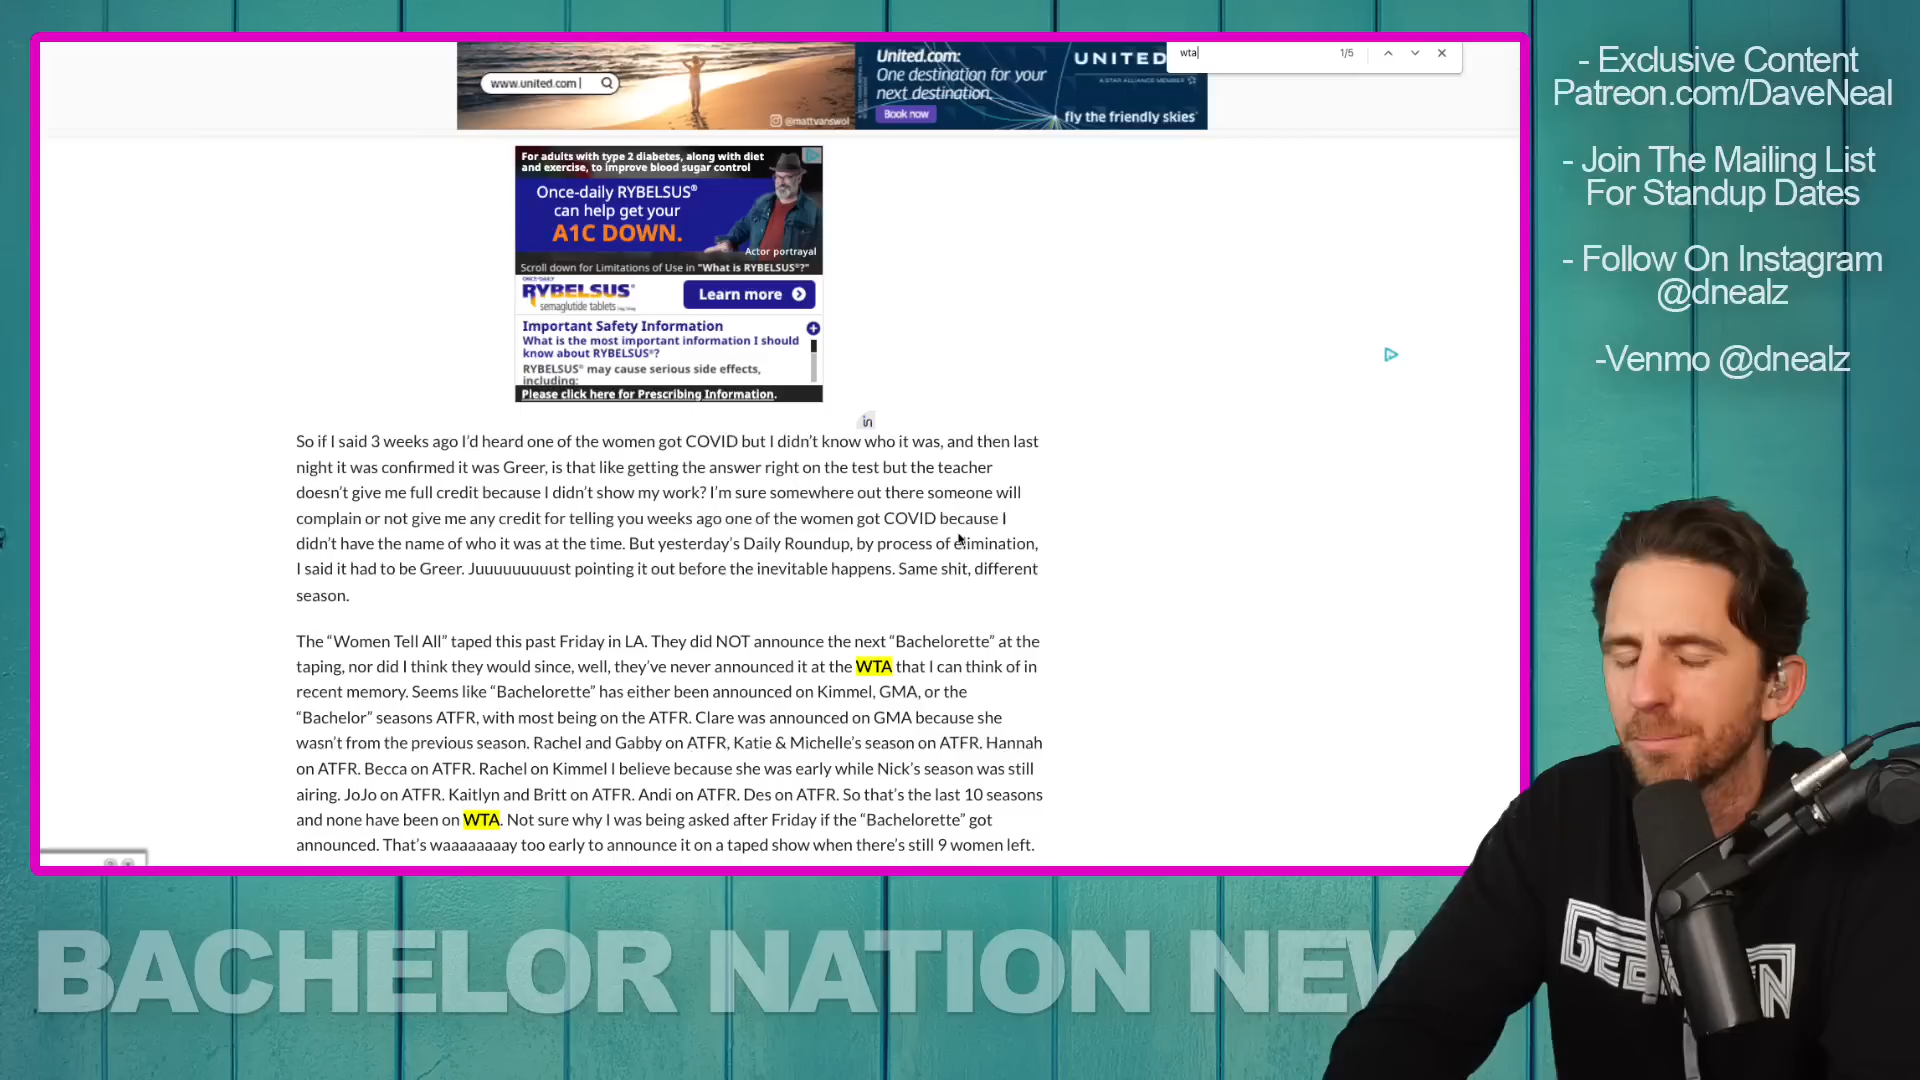 www.united.com
@mattvanswol
United.com:
One destination for your
next destination.
Book now
UNITED
A STAR ALLIANCE MEMBER
fly the friendly skies
wta
1/5
For adults with type 2 diabetes, along with diet
and exercise, to improve blood sugar control
Once-daily RYBELSUS®
can help get your
A1C DOWN.
Actor portrayal
Scroll down for Limitations of Use in "What is RYBELSUS®?"
ONCE-DAILY
RYBELSUS®
semaglutide tablets
Learn more
Important Safety Information
What is the most important information I should
know about RYBELSUS®?
RYBELSUS® may cause serious side effects,
including:
Please click here for Prescribing Information.
in
So if I said 3 weeks ago I’d heard one of the women got COVID but I didn’t know who it was, and then last
night it was confirmed it was Greer, is that like getting the answer right on the test but the teacher
doesn’t give me full credit because I didn’t show my work? I’m sure somewhere out there someone will
complain or not give me any credit for telling you weeks ago one of the women got COVID because I
didn’t have the name of who it was at the time. But yesterday’s Daily Roundup, by process of elimination,
I said it had to be Greer. Juuuuuuuuust pointing it out before the inevitable happens. Same shit, different
season.
The “Women Tell All” taped this past Friday in LA. They did NOT announce the next “Bachelorette” at the
taping, nor did I think they would since, well, they’ve never announced it at the WTA that I can think of in
recent memory. Seems like “Bachelorette” has either been announced on Kimmel, GMA, or the
“Bachelor” seasons ATFR, with most being on the ATFR. Clare was announced on GMA because she
wasn’t from the previous season. Rachel and Gabby on ATFR, Katie & Michelle’s season on ATFR. Hannah
on ATFR. Becca on ATFR. Rachel on Kimmel I believe because she was early while Nick’s season was still
airing. JoJo on ATFR. Kaitlyn and Britt on ATFR. Andi on ATFR. Des on ATFR. So that’s the last 10 seasons
and none have been on WTA. Not sure why I was being asked after Friday if the “Bachelorette” got
announced. That’s waaaaaaaay too early to announce it on a taped show when there’s still 9 women left.
- Exclusive Content
Patreon.com/DaveNeal
- Join The Mailing List
For Standup Dates
- Follow On Instagram
@dnealz
-Venmo @dnealz
BACHELOR NATION NEW